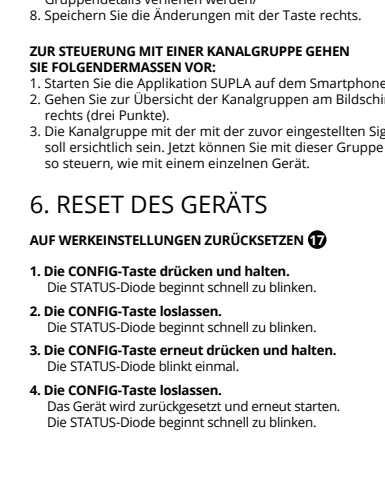 8. Speichern Sie die Änderungen mit der Taste rechts.
ZUR STEUERUNG MIT EINER KANALGRUPPE GEHEN
SIE FOLGENDERMASSEN VOR:
1. Starten Sie die Applikation SUPLA auf dem Smartphone
2. Gehen Sie zur Übersicht der Kanalgruppen am
rechts (drei Punkte).
3. Die Kanalgruppe mit der mit der zuvor eingestellten
soll ersichtlich sein. Jetzt können Sie mit dieser Gruppe
so steuern, wie mit einem einzelnen Gerät.
6. RESET DES GERÄTS
AUF WERKEINSTELLUNGEN ZURÜCKSETZEN 17
1. Die CONFIG-Taste drücken und halten.
Die STATUS-Diode beginnt schnell zu blinken.
2. Die CONFIG-Taste loslassen.
Die STATUS-Diode beginnt schnell zu blinken.
3. Die CONFIG-Taste erneut drücken und halten.
Die STATUS-Diode blinkt einmal.
4. Die CONFIG-Taste loslassen.
Das Gerät wird zurückgesetzt und erneut starten.
Die STATUS-Diode beginnt schnell zu blinken.